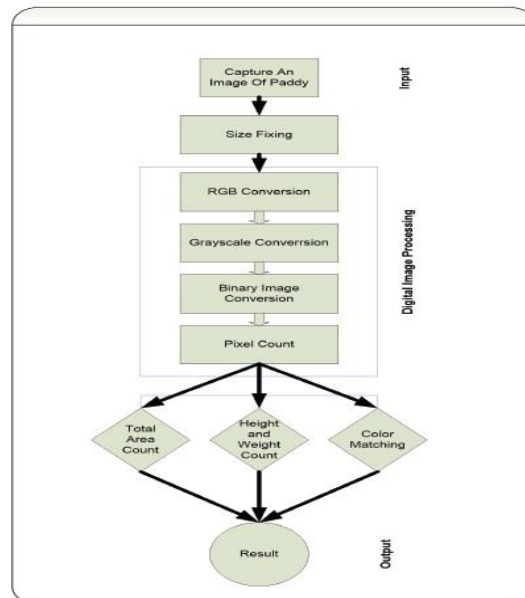 Capture An
Image Of Paddy
Input
Size Fixing
RGB Conversion
Grayscale Converrsion
Digital Image Processing
Binary Image
Conversion
Pixel Count
Total
Area
Count
Height
and
Weight
Count
Color
Matching
Result
Output